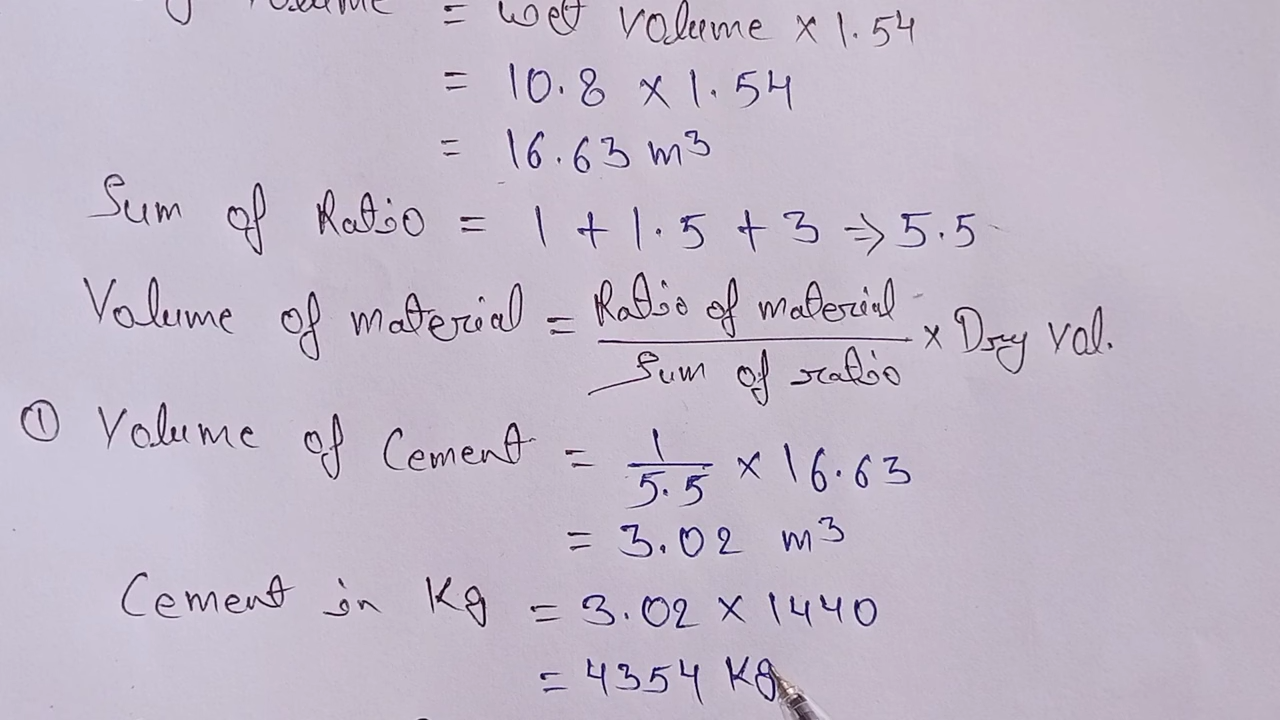 = Wet volume × 1.54
= 10.8 × 1.54
= 16.63 m3
Sum of Ratio = 1 + 1.5 + 3 ⇒ 5.5
Volume of material = Ratio of material / Sum of ratio × Dry Vol.
① Volume of Cement = 1 / 5.5 × 16.63
= 3.02 m3
Cement in Kg = 3.02 × 1440
= 4354 Kg